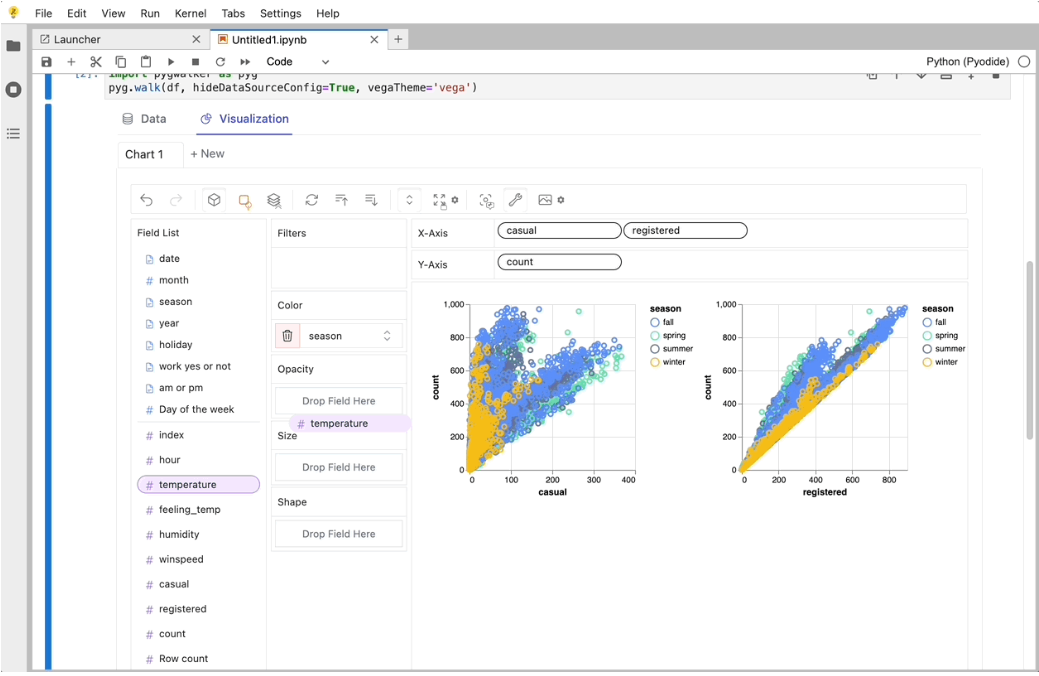 File Edit View Run Kernel Tabs Settings Help
Launcher
Untitled1.ipynb
Code
Python (Pyodide)
[2]: import pygwalker as pyg
pyg.walk(df, hideDataSourceConfig=True, vegaTheme='vega')
Data
Visualization
Chart 1
+ New
Field List
date
# month
season
year
holiday
work yes or not
am or pm
# Day of the week
# index
# hour
# temperature
# feeling_temp
# humidity
# winspeed
# casual
# registered
# count
# Row count
Filters
Color
season
Opacity
Drop Field Here
# temperature
Size
Drop Field Here
Shape
Drop Field Here
X-Axis
casual
registered
Y-Axis
count
1,000
800
600
400
200
0
count
0 100 200 300 400
casual
season
fall
spring
summer
winter
1,000
800
600
400
200
0
count
0 200 400 600 800
registered
season
fall
spring
summer
winter